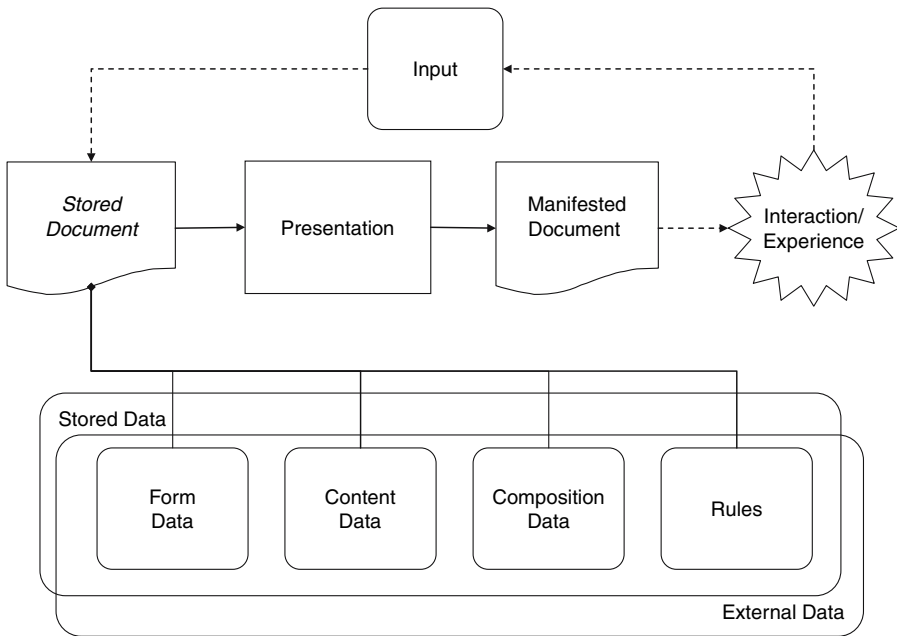 Input
Stored
Document
Presentation
Manifested
Document
Interaction/
Experience
Stored Data
Form
Data
Content
Data
Composition
Data
Rules
External Data